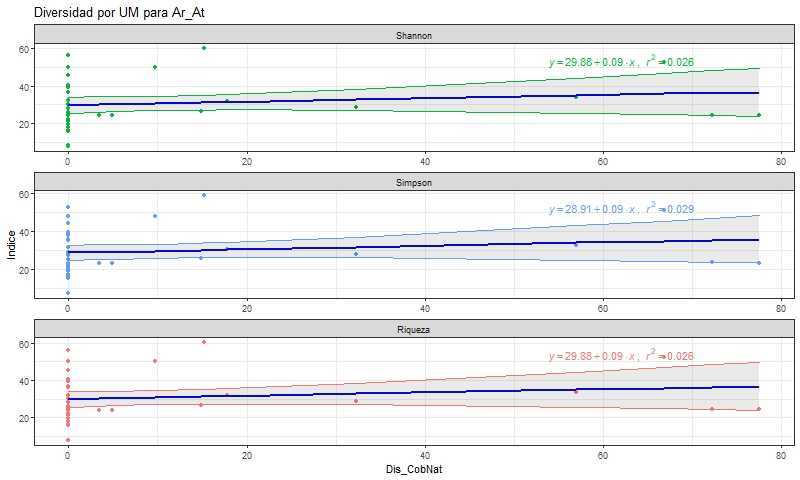 Diversidad por UM para Ar_At
Shannon
y = 29.88 + 0.09 · x , r² = 0.026
60
40
20
0 20 40 60 80
Simpson
y = 28.91 + 0.09 · x , r² = 0.029
60
40
20
Indice
0 20 40 60 80
Riqueza
y = 29.88 + 0.09 · x , r² = 0.026
60
40
20
0 20 40 60 80
Dis_CobNat